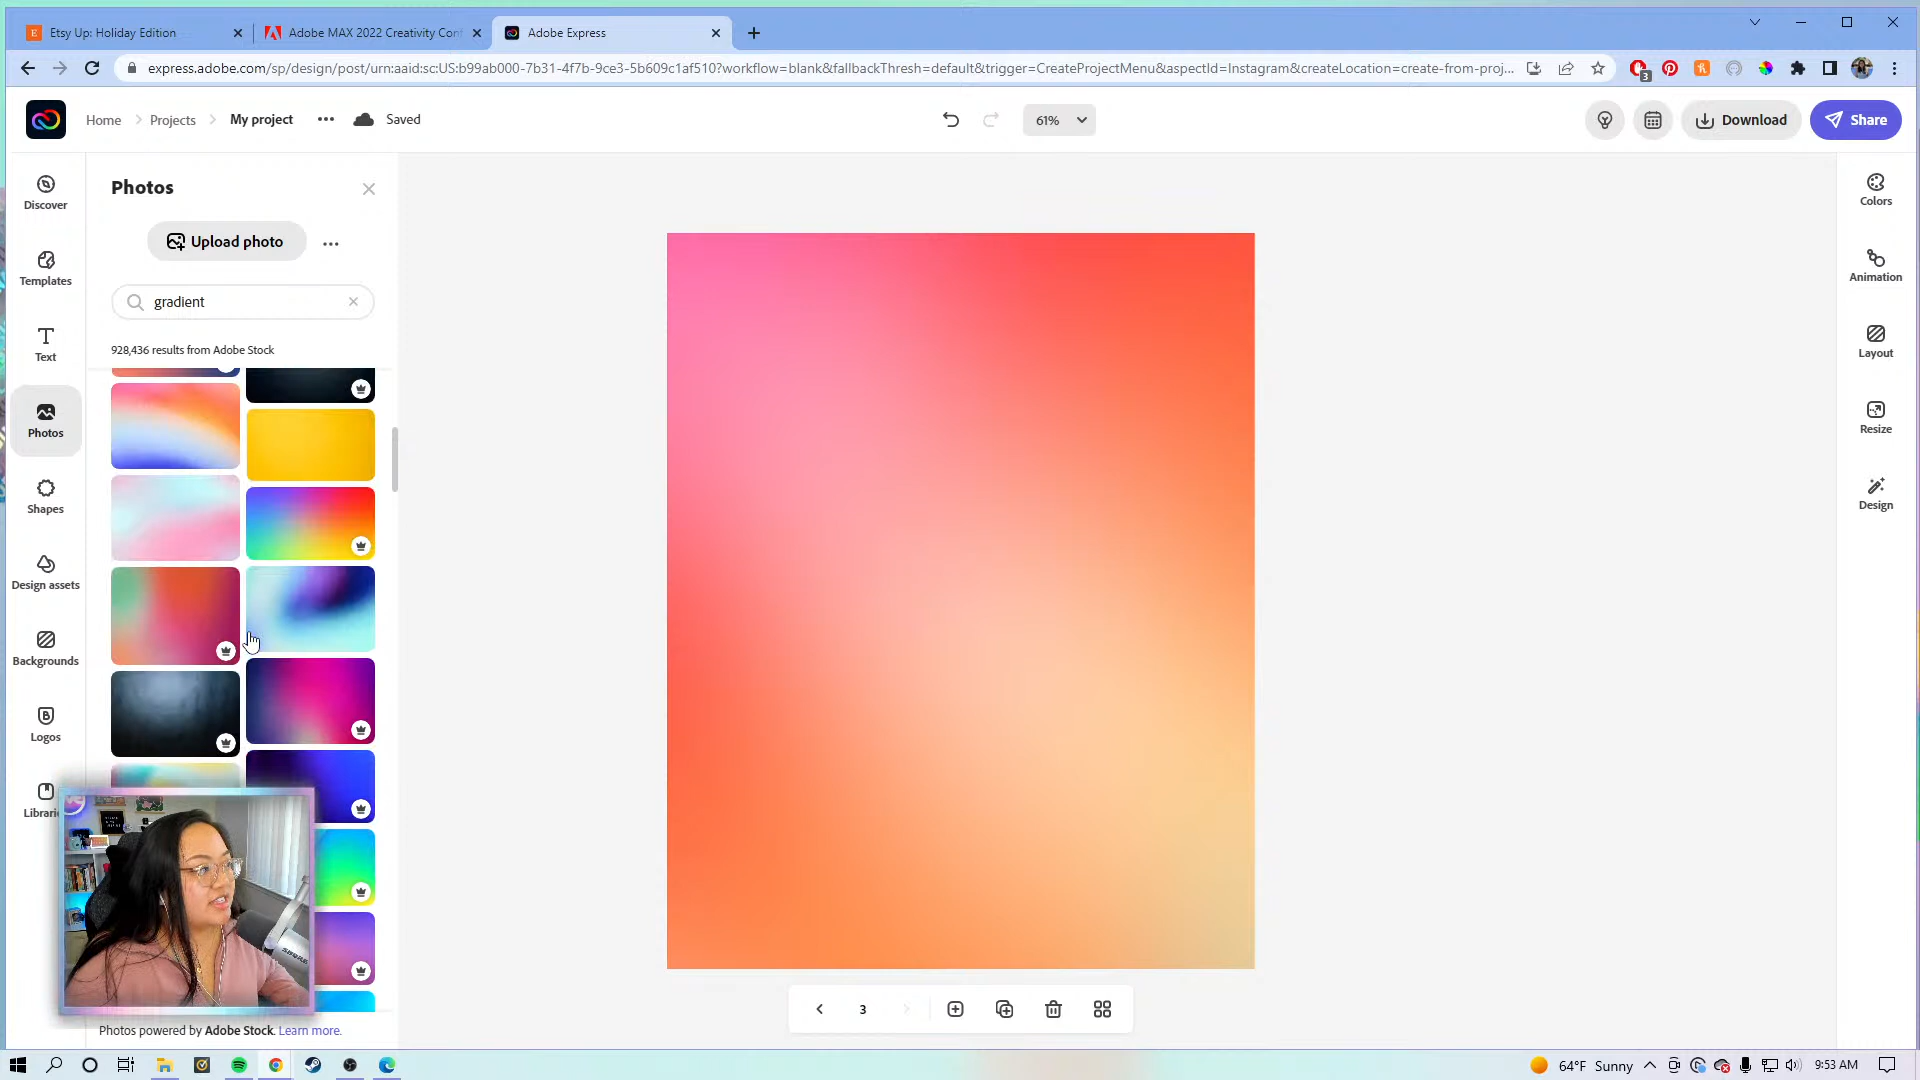 Etsy Up: Holiday Edition
Adobe MAX 2022 Creativity Con
Adobe Express
express.adobe.com/sp/design/post/urn:aaid:sc:US:b99ab000-7b31-4f7b-9ce3-5b609c1af510?workflow=blank&fallbackThresh=default&trigger=CreateProjectMenu&aspectId=Instagram&createLocation=create-from-proj...
3
Home
Projects
My project
Saved
61%
Download
Share
Discover
Templates
Text
Photos
Shapes
Design assets
Backgrounds
Logos
Librari
Photos
Upload photo
gradient
928,436 results from Adobe Stock
Photos powered by Adobe Stock. Learn more.
Colors
Animation
Layout
Resize
Design
3
64°F Sunny
9:53 AM